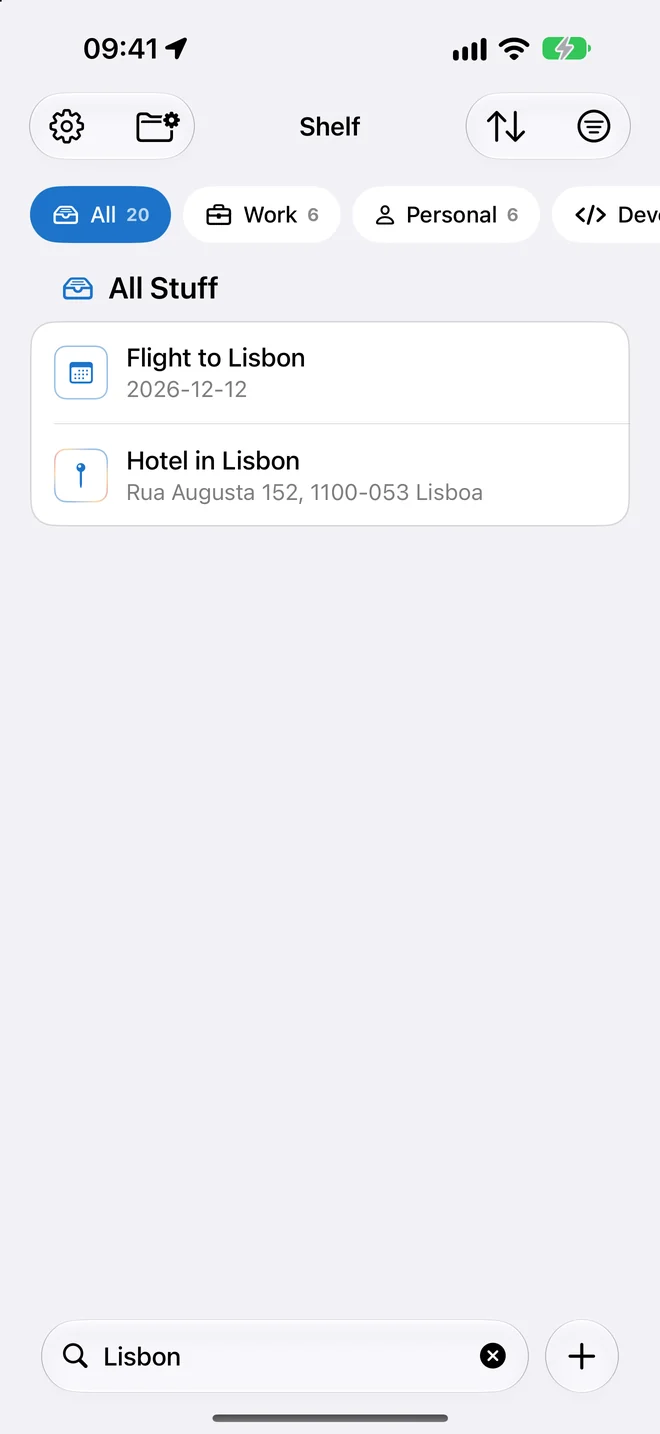 09:41
Shelf
All 20
Work 6
Personal 6
Deve
All Stuff
Flight to Lisbon
2026-12-12
Hotel in Lisbon
Rua Augusta 152, 1100-053 Lisboa
Lisbon